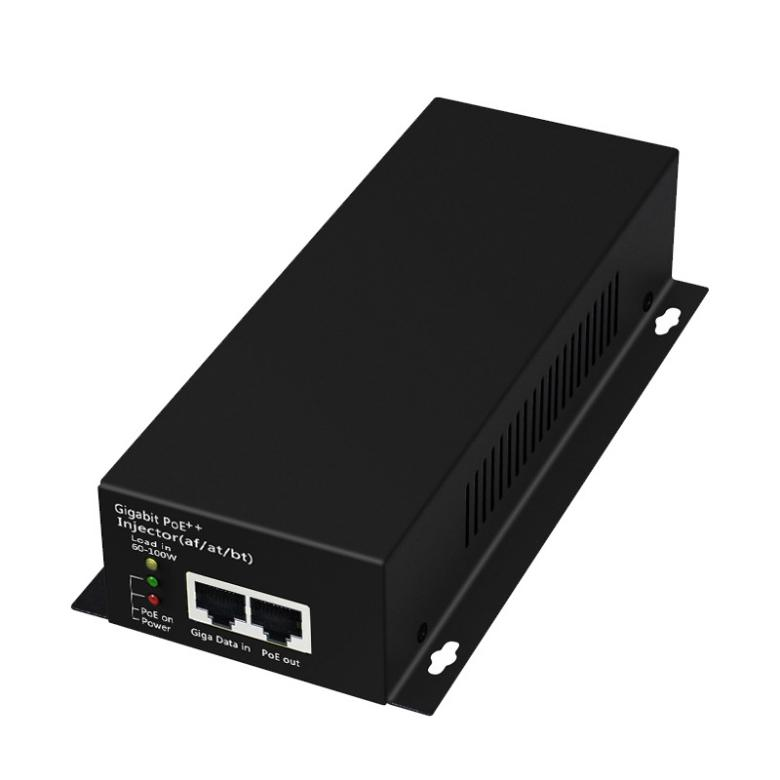 Gigabit PoE++
Injector(af/at/bt)
Load in
60-100W
PoE on
Power
Giga Data in
PoE out